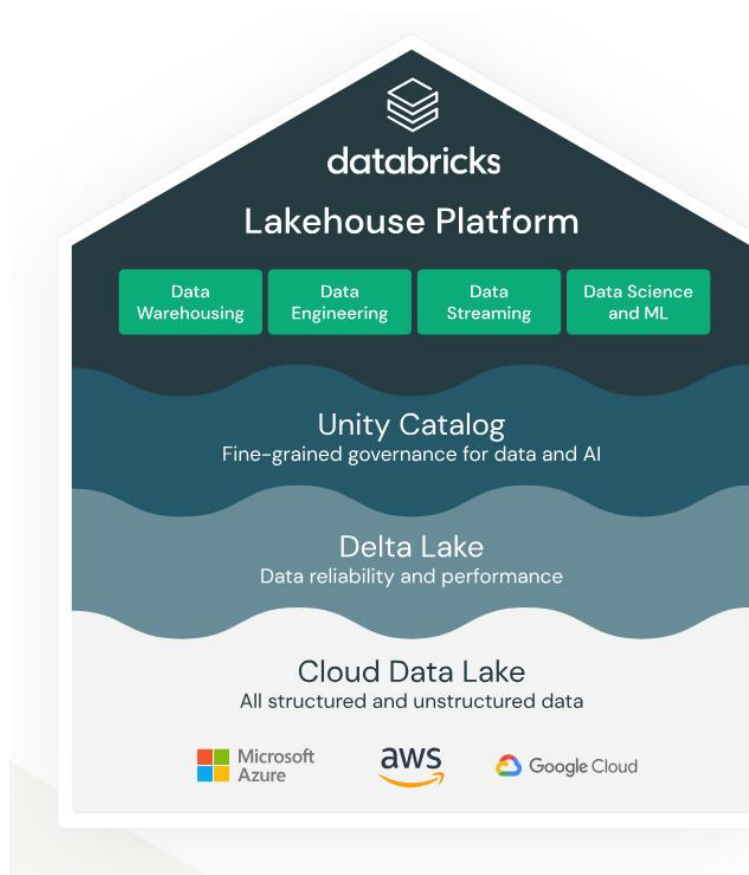 databricks
Lakehouse Platform
Data Warehousing
Data Engineering
Data Streaming
Data Science and ML
Unity Catalog
Fine-grained governance for data and AI
Delta Lake
Data reliability and performance
Cloud Data Lake
All structured and unstructured data
Microsoft Azure
aws
Google Cloud